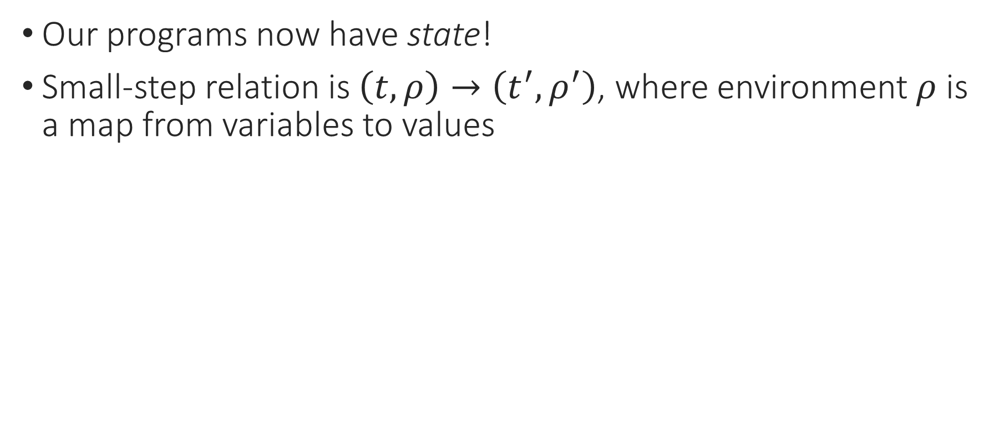 • Our programs now have state!
• Small-step relation is (t, ρ) → (t′, ρ′), where environment ρ is
a map from variables to values